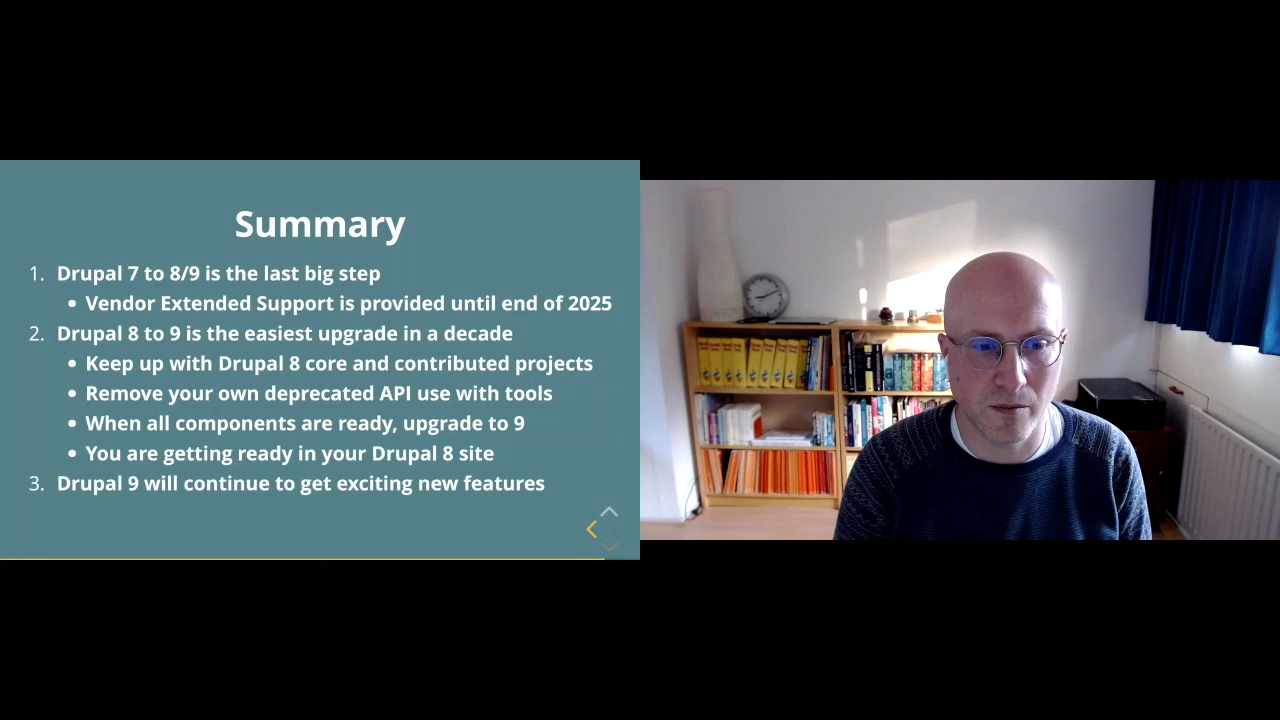 Summary
1. Drupal 7 to 8/9 is the last big step
• Vendor Extended Support is provided until end of 2025
2. Drupal 8 to 9 is the easiest upgrade in a decade
• Keep up with Drupal 8 core and contributed projects
• Remove your own deprecated API use with tools
• When all components are ready, upgrade to 9
• You are getting ready in your Drupal 8 site
3. Drupal 9 will continue to get exciting new features